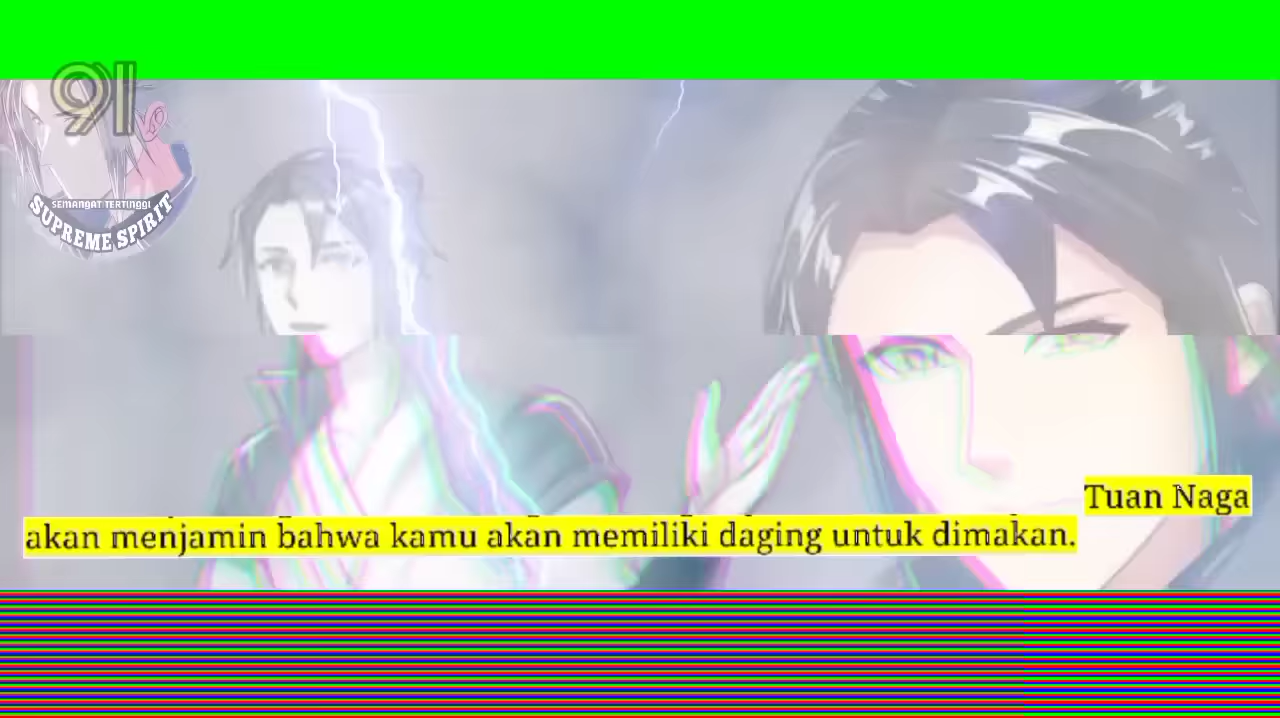 91
SEMANGAT TERTINGGI
SUPREME SPIRIT
Tuan Naga
akan menjamin bahwa kamu akan memiliki daging untuk dimakan.